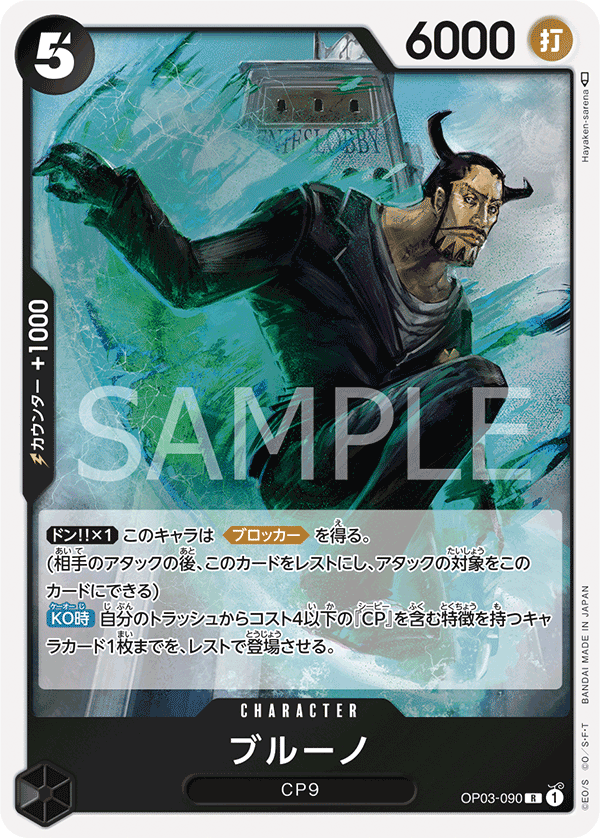 5
6000
打
Hayaken-sarena
ENIES LOBBY
カウンター +1000
SAMPLE
ドン!!×1 このキャラは ブロッカー を得る。
(相手のアタックの後、このカードをレストにし、アタックの対象をこの
カードにできる)
KO時 自分のトラッシュからコスト4以下の『CP』を含む特徴を持つキャ
ラカード1枚までを、レストで登場させる。
CHARACTER
ブルーノ
CP9
OP03-090 R 1
©E.O/S ©O/S・F・T BANDAI MADE IN JAPAN